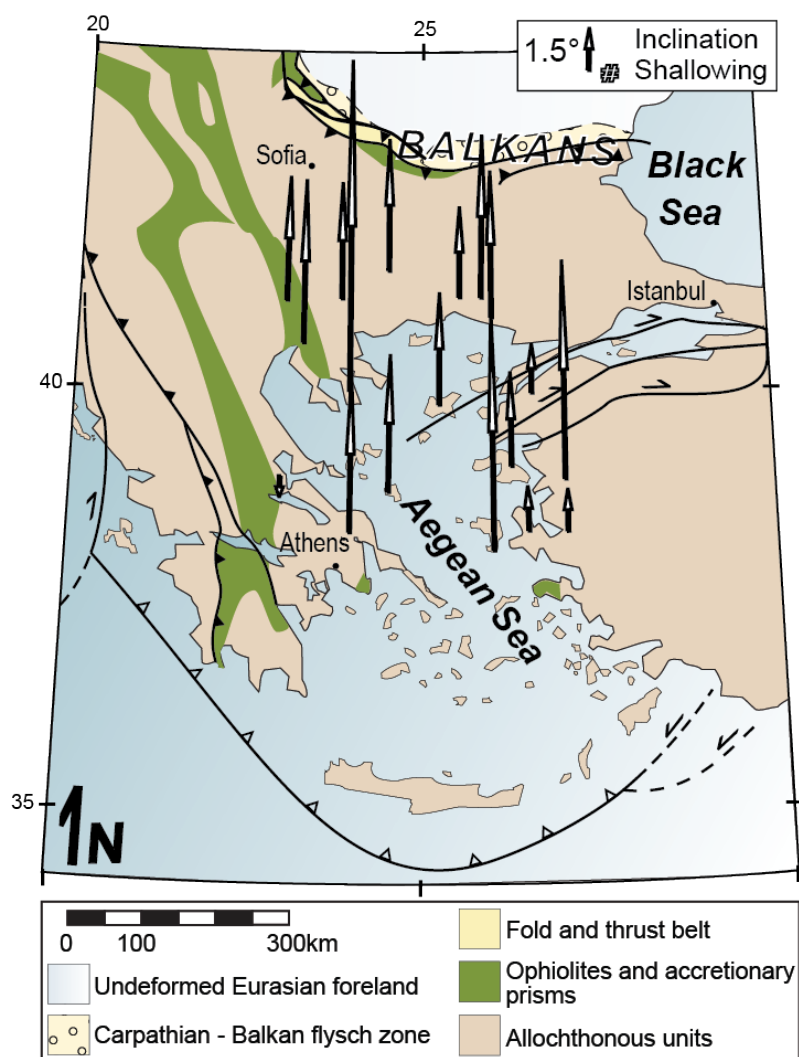 20
25
1.5° # Inclination
Shallowing
BALKANS
Sofia
Black
Sea
Istanbul
40
Athens
Aegean Sea
35
N
0 100 300km
Undeformed Eurasian foreland
Carpathian - Balkan flysch zone
Fold and thrust belt
Ophiolites and accretionary
prisms
Allochthonous units